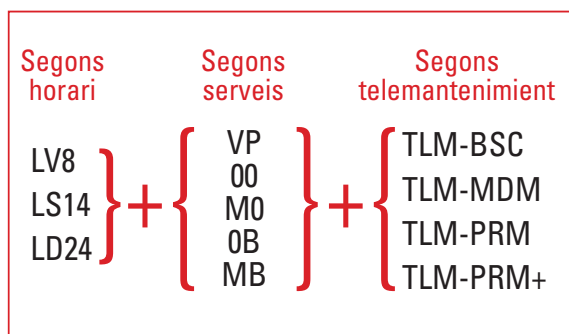 Segons
horari
Segons
serveis
Segons
telemantenimient
LV8
LS14
LD24
+
VP
00
M0
0B
MB
+
TLM-BSC
TLM-MDM
TLM-PRM
TLM-PRM+